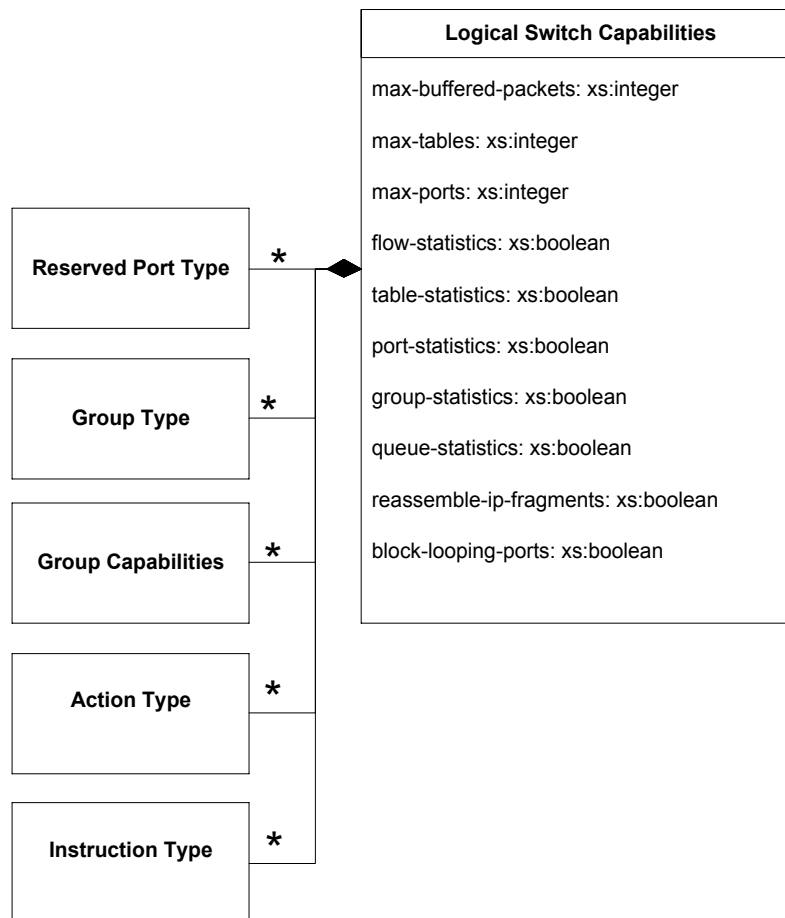 Logical Switch Capabilities
max-buffered-packets: xs:integer
max-tables: xs:integer
max-ports: xs:integer
flow-statistics: xs:boolean
table-statistics: xs:boolean
port-statistics: xs:boolean
group-statistics: xs:boolean
queue-statistics: xs:boolean
reassemble-ip-fragments: xs:boolean
block-looping-ports: xs:boolean
Reserved Port Type *
Group Type *
Group Capabilities *
Action Type *
Instruction Type *